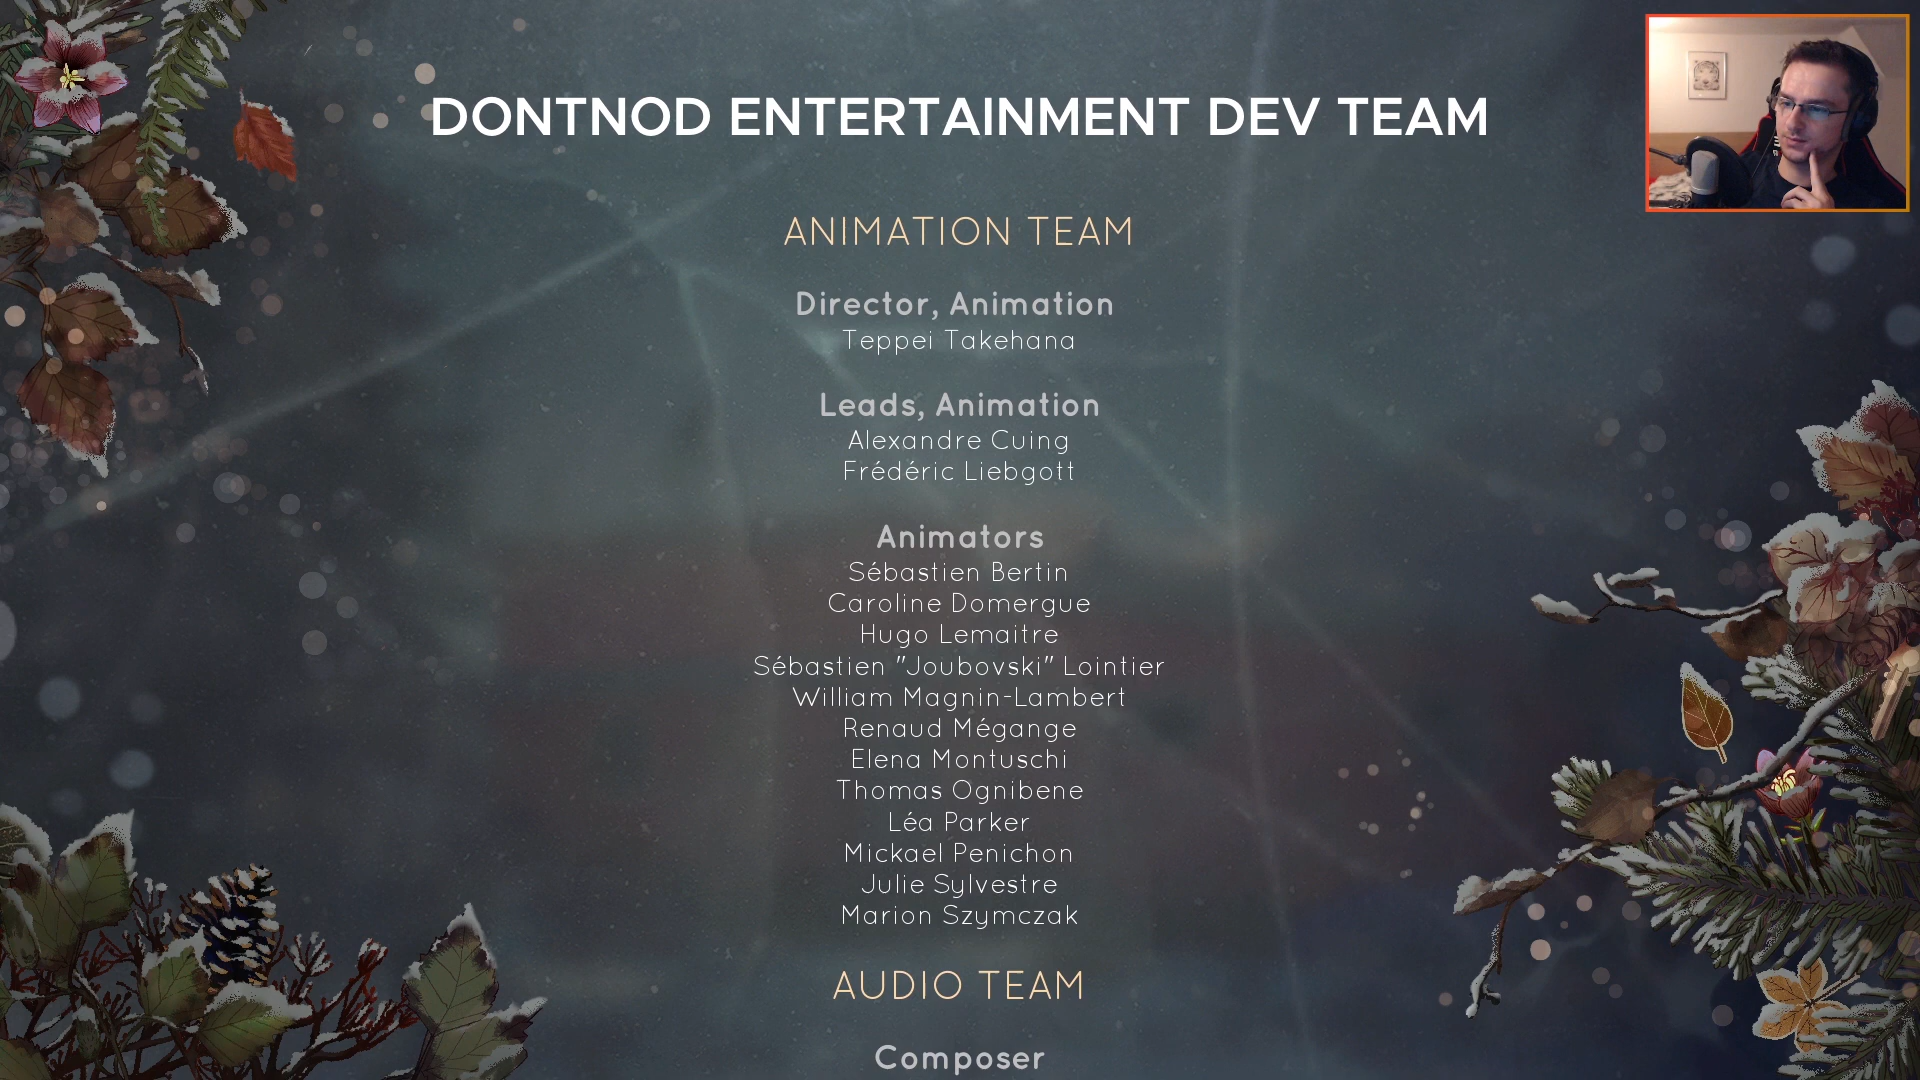 DONTNOD ENTERTAINMENT DEV TEAM
ANIMATION TEAM
Director, Animation
Teppei Takehana
Leads, Animation
Alexandre Cuing
Frédéric Liebgott
Animators
Sébastien Bertin
Caroline Domergue
Hugo Lemaitre
Sébastien "Joubovski" Lointier
William Magnin-Lambert
Renaud Mégange
Elena Montuschi
Thomas Ognibene
Léa Parker
Mickael Penichon
Julie Sylvestre
Marion Szymczak
AUDIO TEAM
Composer